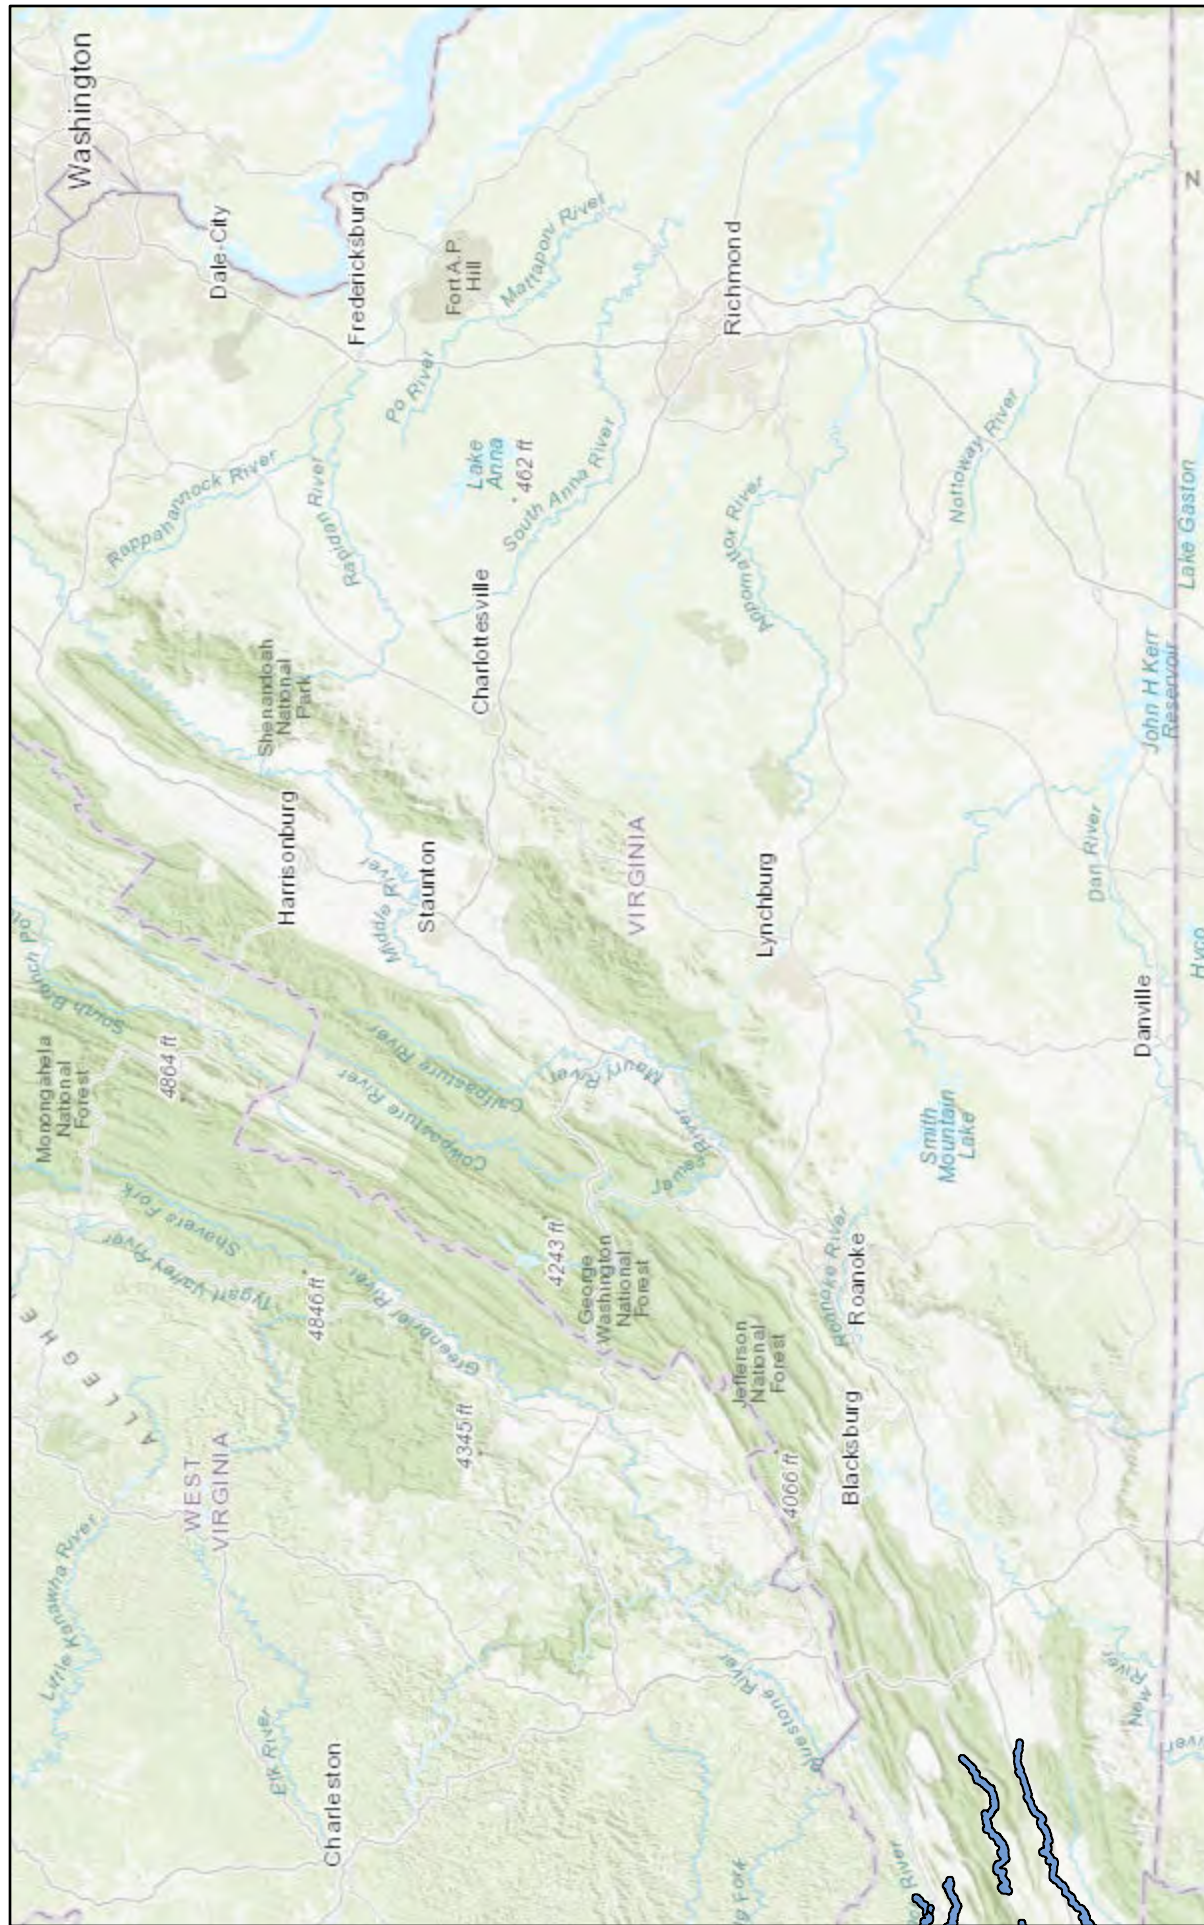 Washington
Dale City
Fredericksburg
Fort A.P.
Hill
Mattaponi River
Po River
Richmond
Lake
Anna
462 ft
South Anna River
Rappahannock River
Rapidan River
Charlottesville
Shenandoah
National
Park
Appomattox River
Nottoway River
Lake Gaston
John H Kerr
Reservoir
Dan River
Danville
Hyco
N
Harrisonburg
Middle River
Staunton
VIRGINIA
Lynchburg
South Branch Po
Monongahela
National
Forest
4864 ft
Calfpasture River
Cowpasture River
Maury River
James River
Smith
Mountain
Lake
Shavers Fork
Tygart Valley River
4846 ft
Greenbrier River
4243 ft
George
Washington
National
Forest
Roanoke River
Roanoke
Jefferson
National
Forest
ALLEGHE
WEST
VIRGINIA
4345 ft
4066 ft
Blacksburg
Little Kanawha River
Elk River
Charleston
Bluestone River
New River
River
g Fork
River